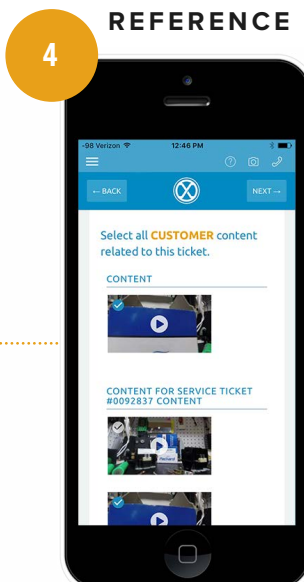 REFERENCE
4
-98 Verizon 12:46 PM
← BACK
NEXT →
Select all CUSTOMER content
related to this ticket.
CONTENT
CONTENT FOR SERVICE TICKET
#0092837 CONTENT